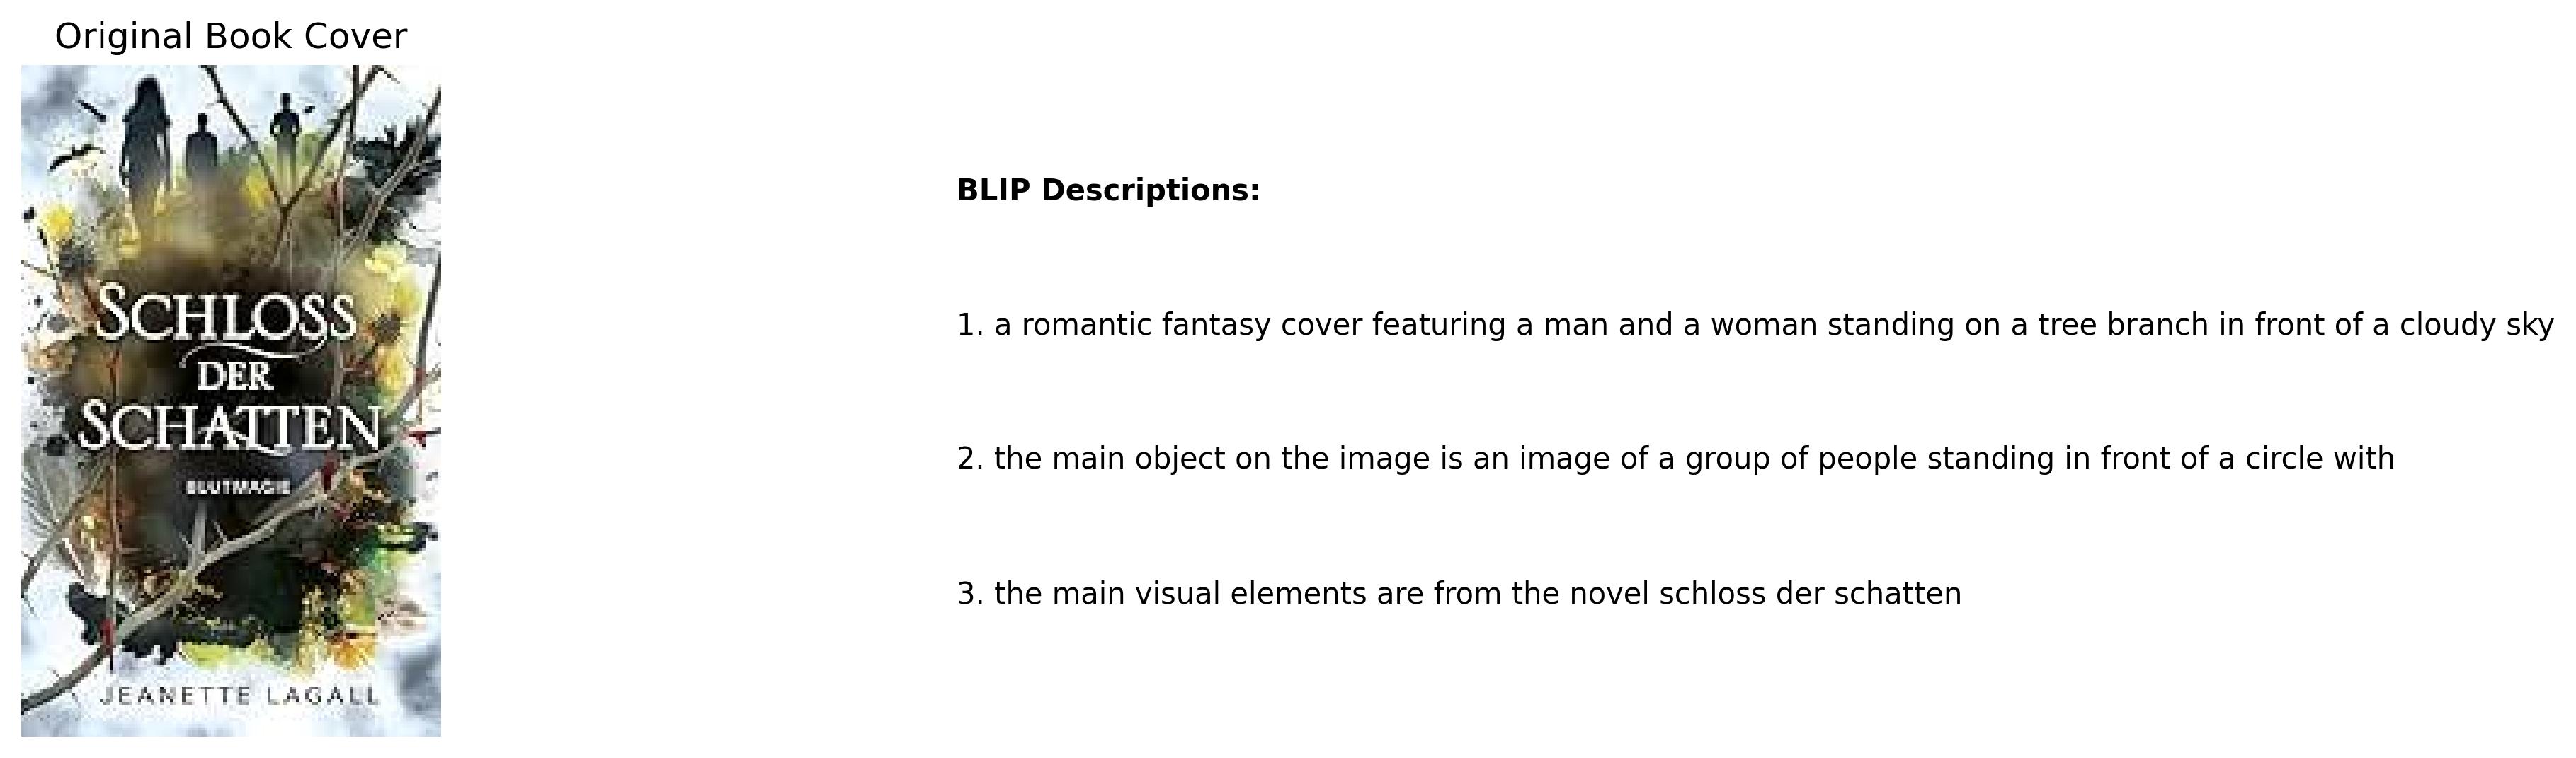 Original Book Cover
SCHLOSS
DER
SCHATTEN
BLUTMAGIE
JEANETTE LAGALL
BLIP Descriptions:
1. a romantic fantasy cover featuring a man and a woman standing on a tree branch in front of a cloudy sky
2. the main object on the image is an image of a group of people standing in front of a circle with
3. the main visual elements are from the novel schloss der schatten